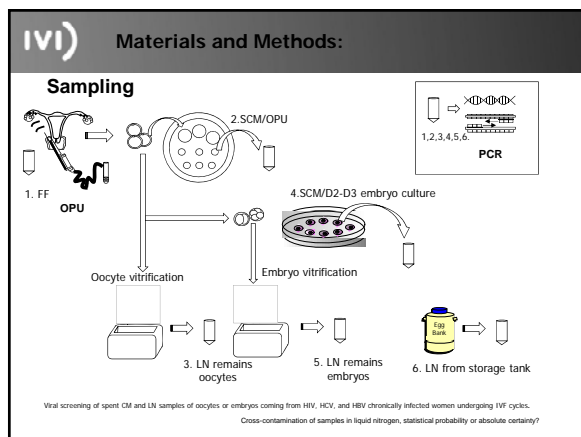 IVI)
Materials and Methods:
Sampling
2.SCM/OPU
1,2,3,4,5,6.
PCR
1. FF
OPU
4.SCM/D2-D3 embryo culture
Oocyte vitrification
Embryo vitrification
3. LN remains
oocytes
5. LN remains
embryos
Egg
Bank
6. LN from storage tank
Viral screening of spent CM and LN samples of oocytes or embryos coming from HIV, HCV, and HBV chronically infected women undergoing IVF cycles.
Cross-contamination of samples in liquid nitrogen, statistical probability or absolute certainty?